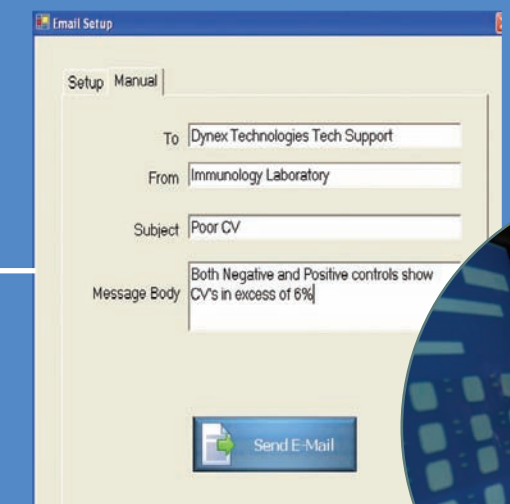 Email Setup
Setup Manual
To Dynex Technologies Tech Support
From Immunology Laboratory
Subject Poor CV
Message Body Both Negative and Positive controls show
CV's in excess of 6%
Send E-Mail